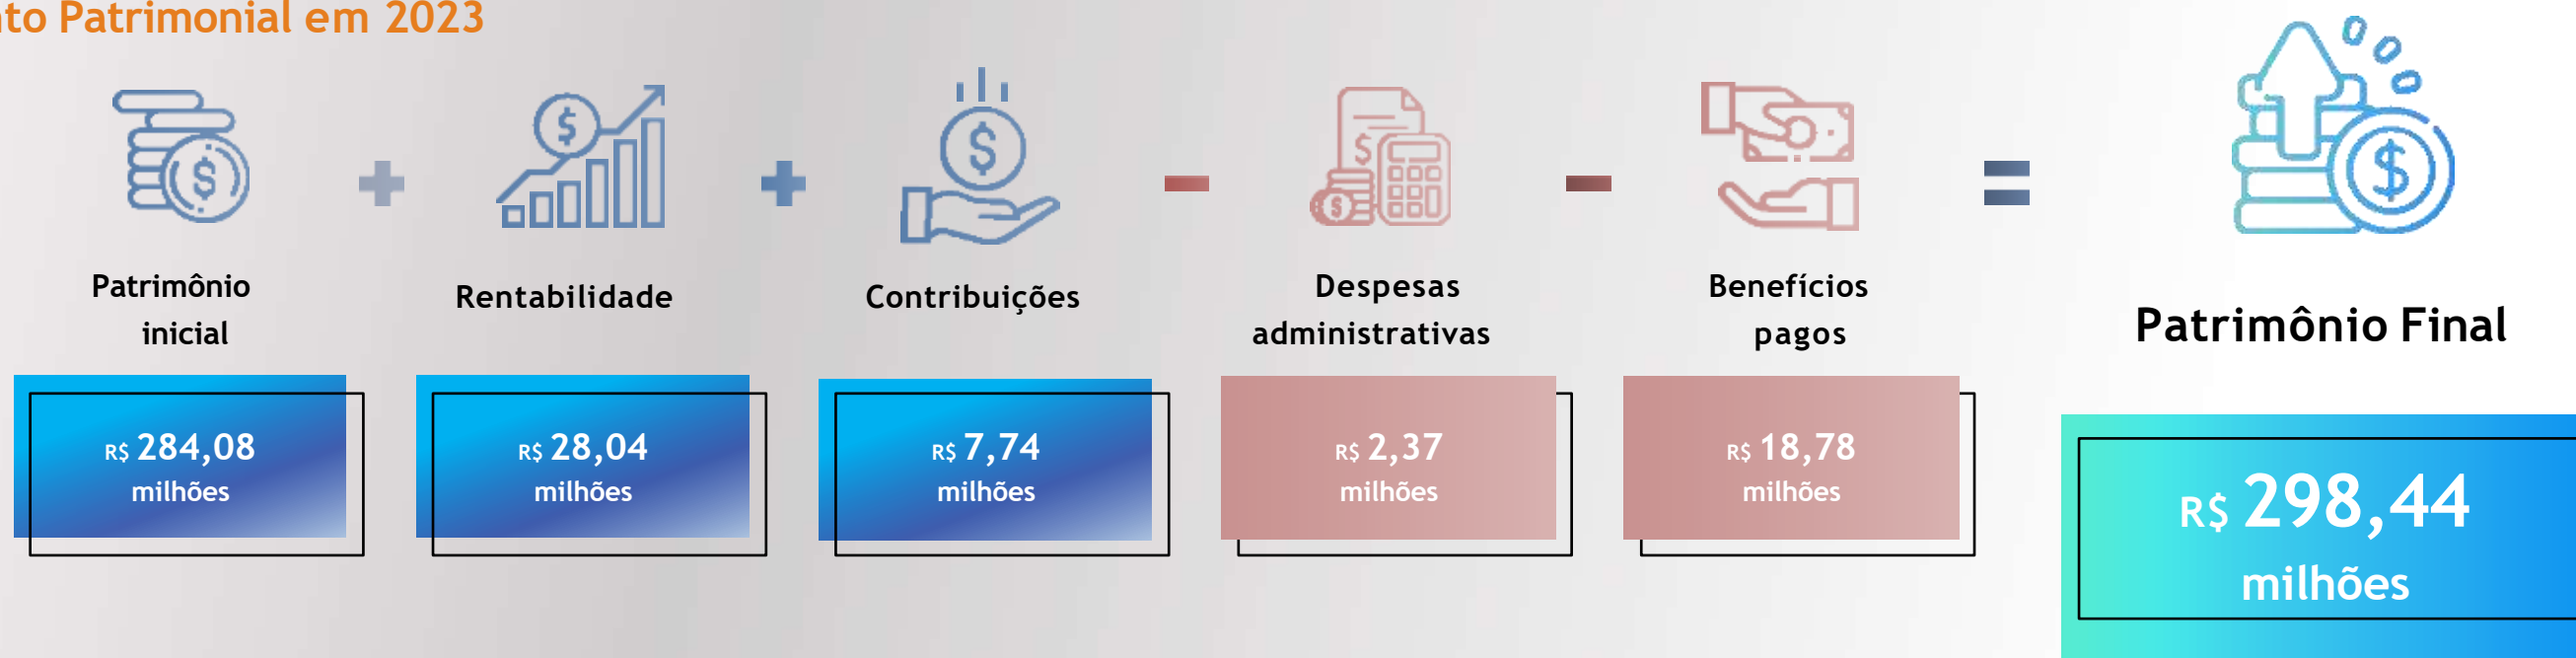 to Patrimonial em 2023
Patrimônio
inicial
R$ 284,08
milhões
Rentabilidade
R$ 28,04
milhões
Contribuições
R$ 7,74
milhões
Despesas
administrativas
R$ 2,37
milhões
Benefícios
pagos
R$ 18,78
milhões
Patrimônio Final
R$ 298,44
milhões